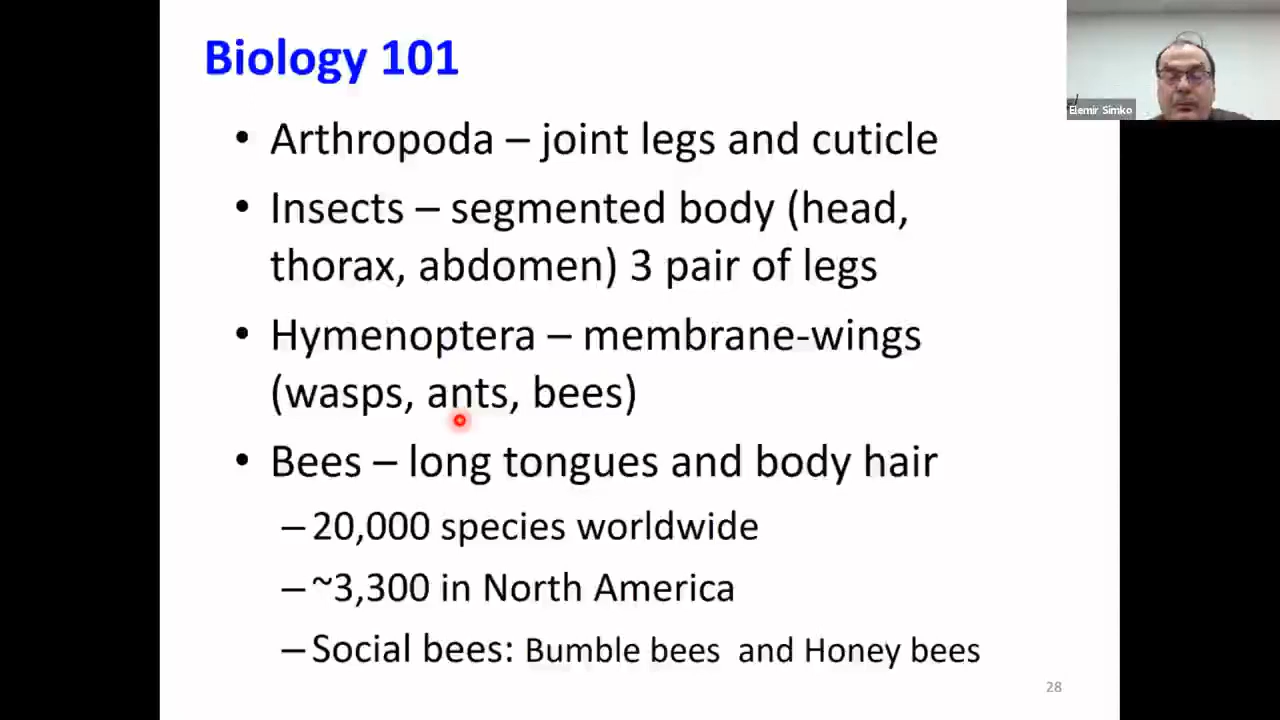 Biology 101
• Arthropoda – joint legs and cuticle
• Insects – segmented body (head,
thorax, abdomen) 3 pair of legs
• Hymenoptera – membrane-wings
(wasps, ants, bees)
• Bees – long tongues and body hair
–20,000 species worldwide
–~3,300 in North America
–Social bees: Bumble bees and Honey bees
28
Elemir Simko